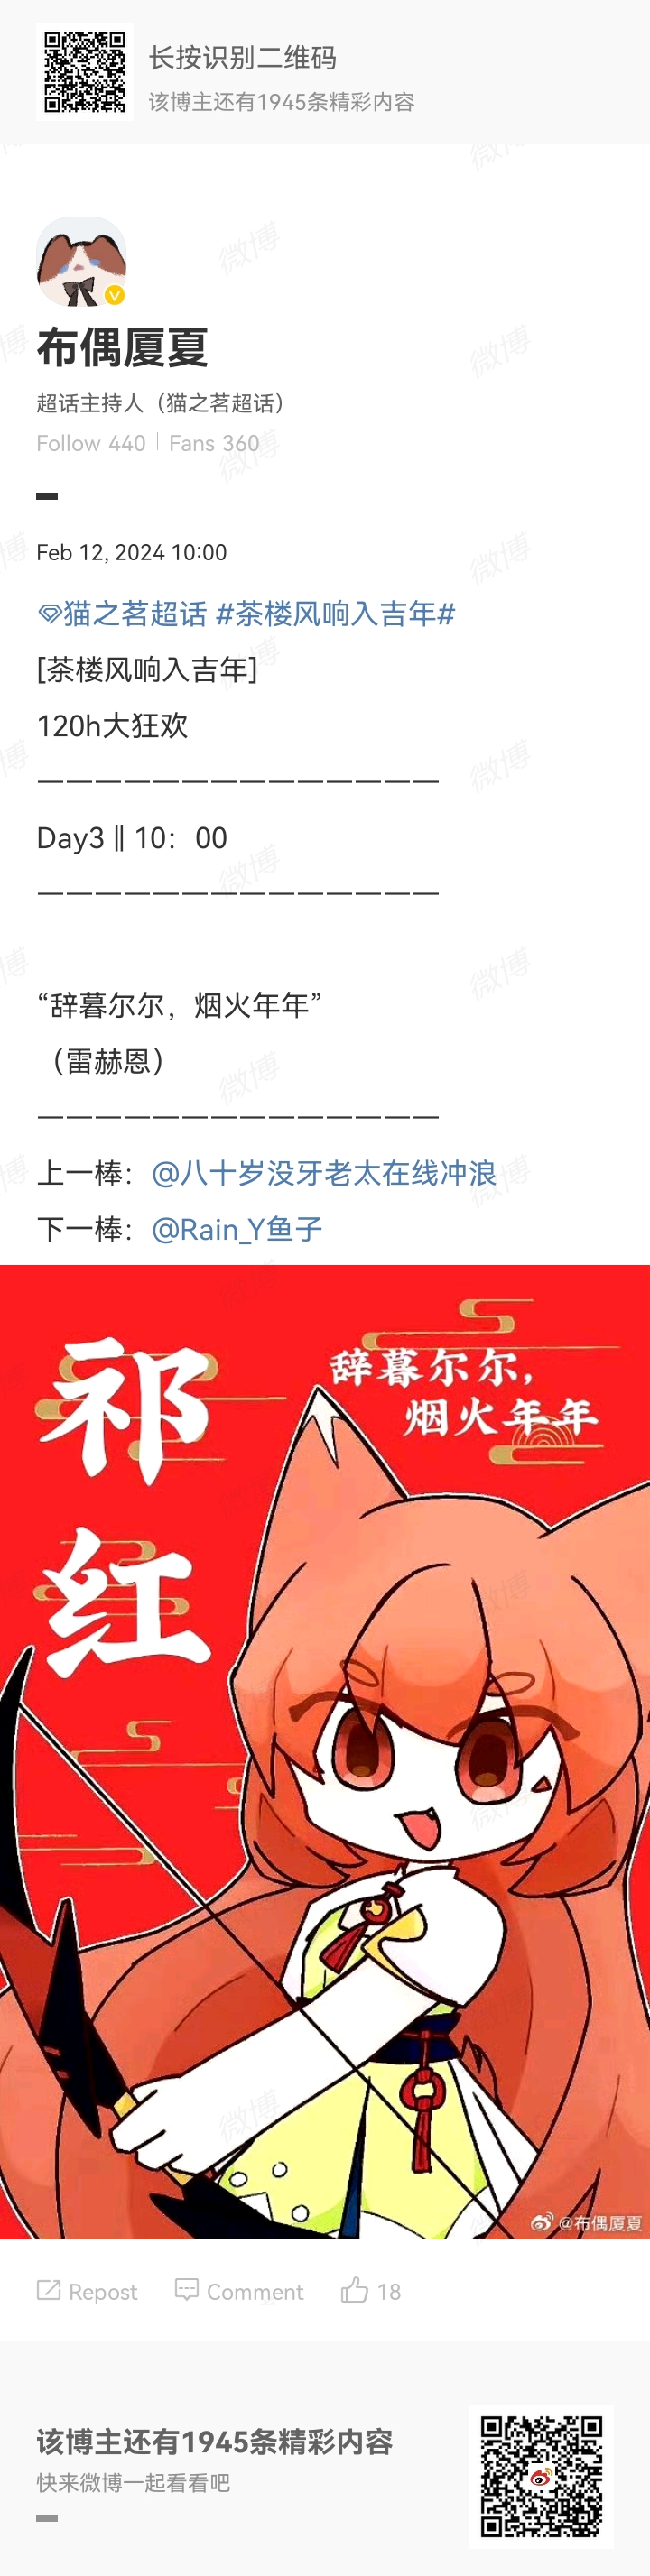 长按识别二维码
该博主还有1945条精彩内容
布偶厦夏
超话主持人（猫之茗超话）
Follow 440 | Fans 360
Feb 12, 2024 10:00
猫之茗超话 #茶楼风响入吉年#
[茶楼风响入吉年]
120h大狂欢
——————————————
Day3 || 10：00
——————————————
“辞暮尔尔，烟火年年”
（雷赫恩）
——————————————
上一棒：@八十岁没牙老太在线冲浪
下一棒：@Rain_Y鱼子
祁红
辞暮尔尔，
烟火年年
@布偶厦夏
Repost Comment 18
该博主还有1945条精彩内容
快来微博一起看看吧
微博